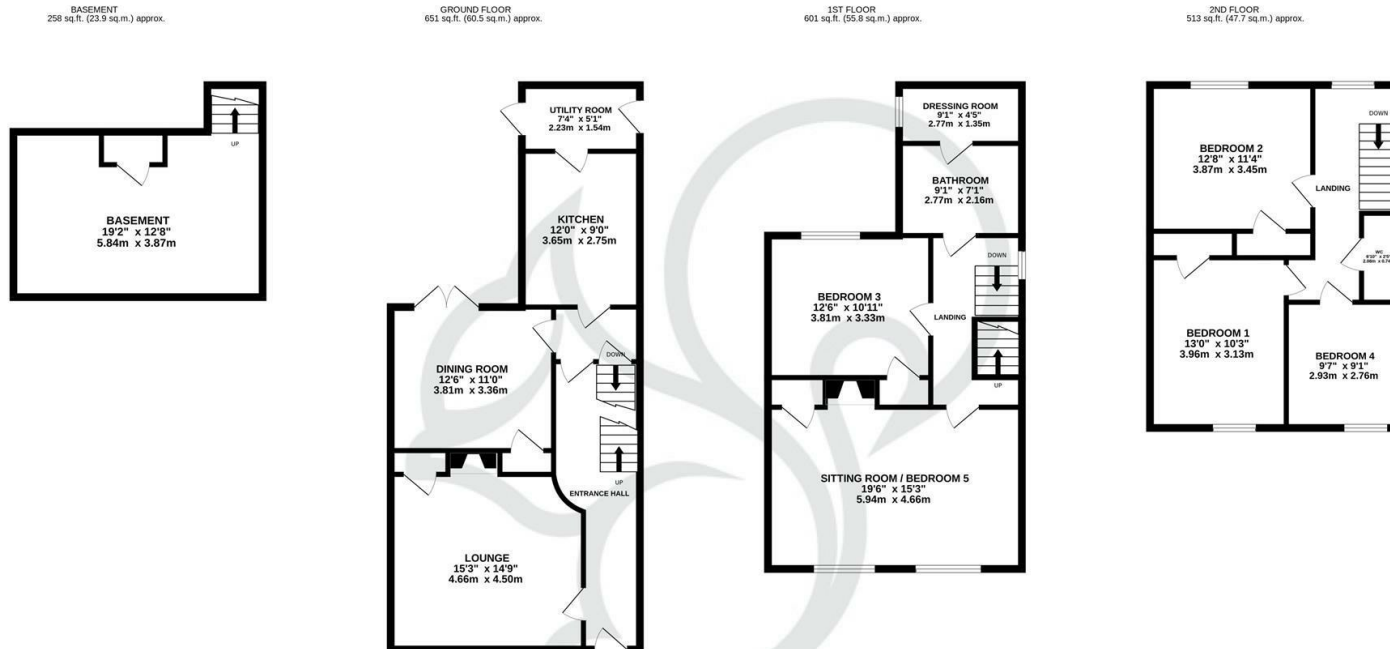 BASEMENT
258 sq.ft. (23.9 sq.m.) approx.
GROUND FLOOR
651 sq.ft. (60.5 sq.m.) approx.
1ST FLOOR
601 sq.ft. (55.8 sq.m.) approx.
2ND FLOOR
513 sq.ft. (47.7 sq.m.) approx.
UP
BASEMENT
19'2" x 12'8"
5.84m x 3.87m
UTILITY ROOM
7'4" x 5'1"
2.23m x 1.54m
KITCHEN
12'0" x 9'0"
3.65m x 2.75m
DOWN
DINING ROOM
12'6" x 11'0"
3.81m x 3.36m
UP
ENTRANCE HALL
LOUNGE
15'3" x 14'9"
4.66m x 4.50m
DRESSING ROOM
9'1" x 4'5"
2.77m x 1.35m
BATHROOM
9'1" x 7'1"
2.77m x 2.16m
DOWN
BEDROOM 3
12'6" x 10'11"
3.81m x 3.33m
LANDING
UP
SITTING ROOM / BEDROOM 5
19'6" x 15'3"
5.94m x 4.66m
DOWN
BEDROOM 2
12'8" x 11'4"
3.87m x 3.45m
LANDING
WC
BEDROOM 1
13'0" x 10'3"
3.96m x 3.13m
BEDROOM 4
9'7" x 9'1"
2.93m x 2.76m